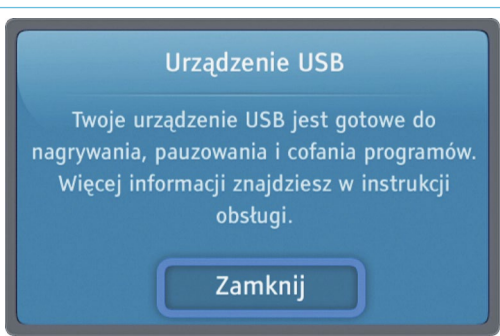 Urządzenie USB
Twoje urządzenie USB jest gotowe do
nagrywania, pauzowania i cofania programów.
Więcej informacji znajdziesz w instrukcji
obsługi.
Zamknij